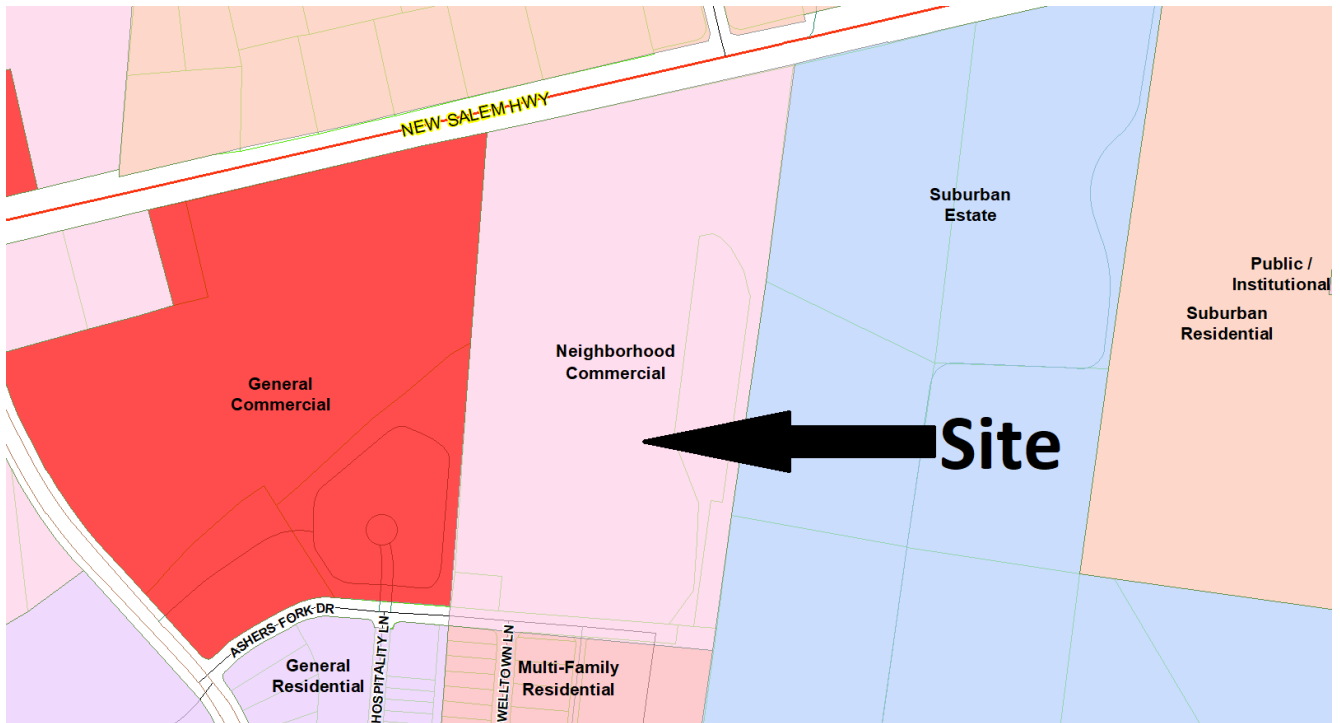 NEW SALEM HWY
Suburban
Estate
Public /
Institutional
Suburban
Residential
Neighborhood
Commercial
General
Commercial
Site
ASHERS FORK DR
HOSPITALITY LN
WELLTOWN LN
General
Residential
Multi-Family
Residential